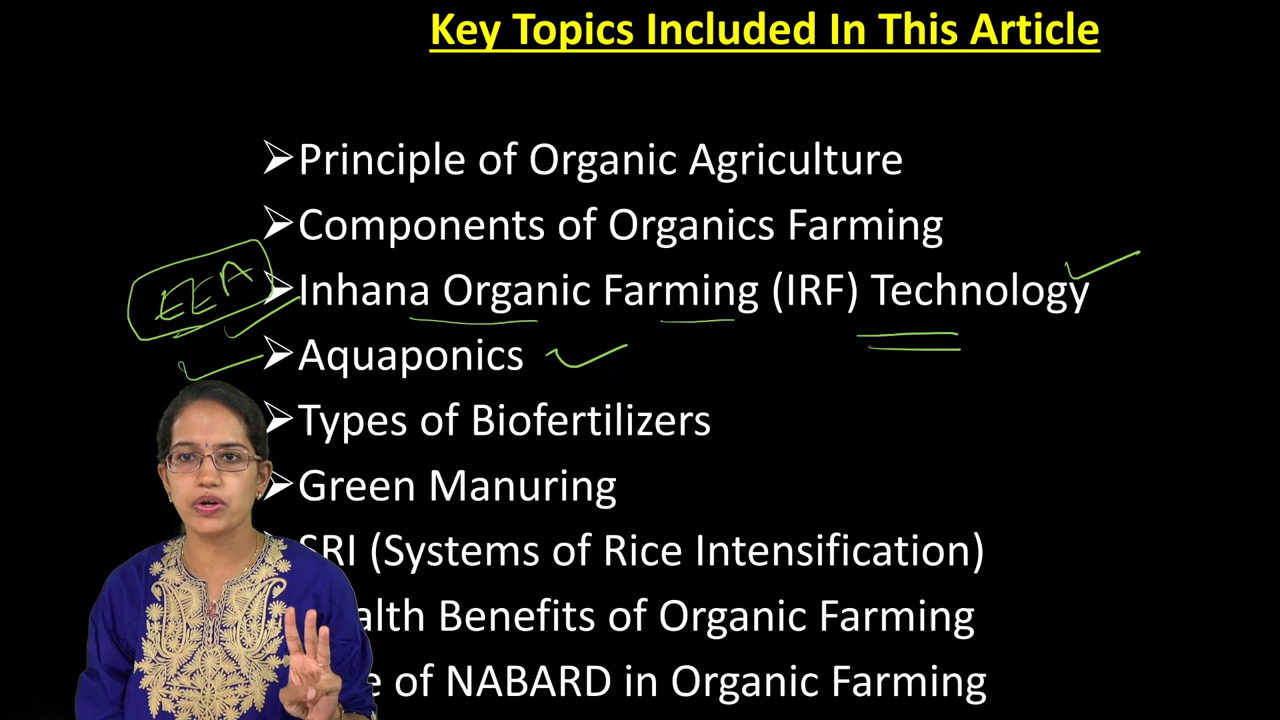 Key Topics Included In This Article
Principle of Organic Agriculture
Components of Organics Farming
EEA
Inhana Organic Farming (IRF) Technology
Aquaponics
Types of Biofertilizers
Green Manuring
SRI (Systems of Rice Intensification)
alth Benefits of Organic Farming
e of NABARD in Organic Farming